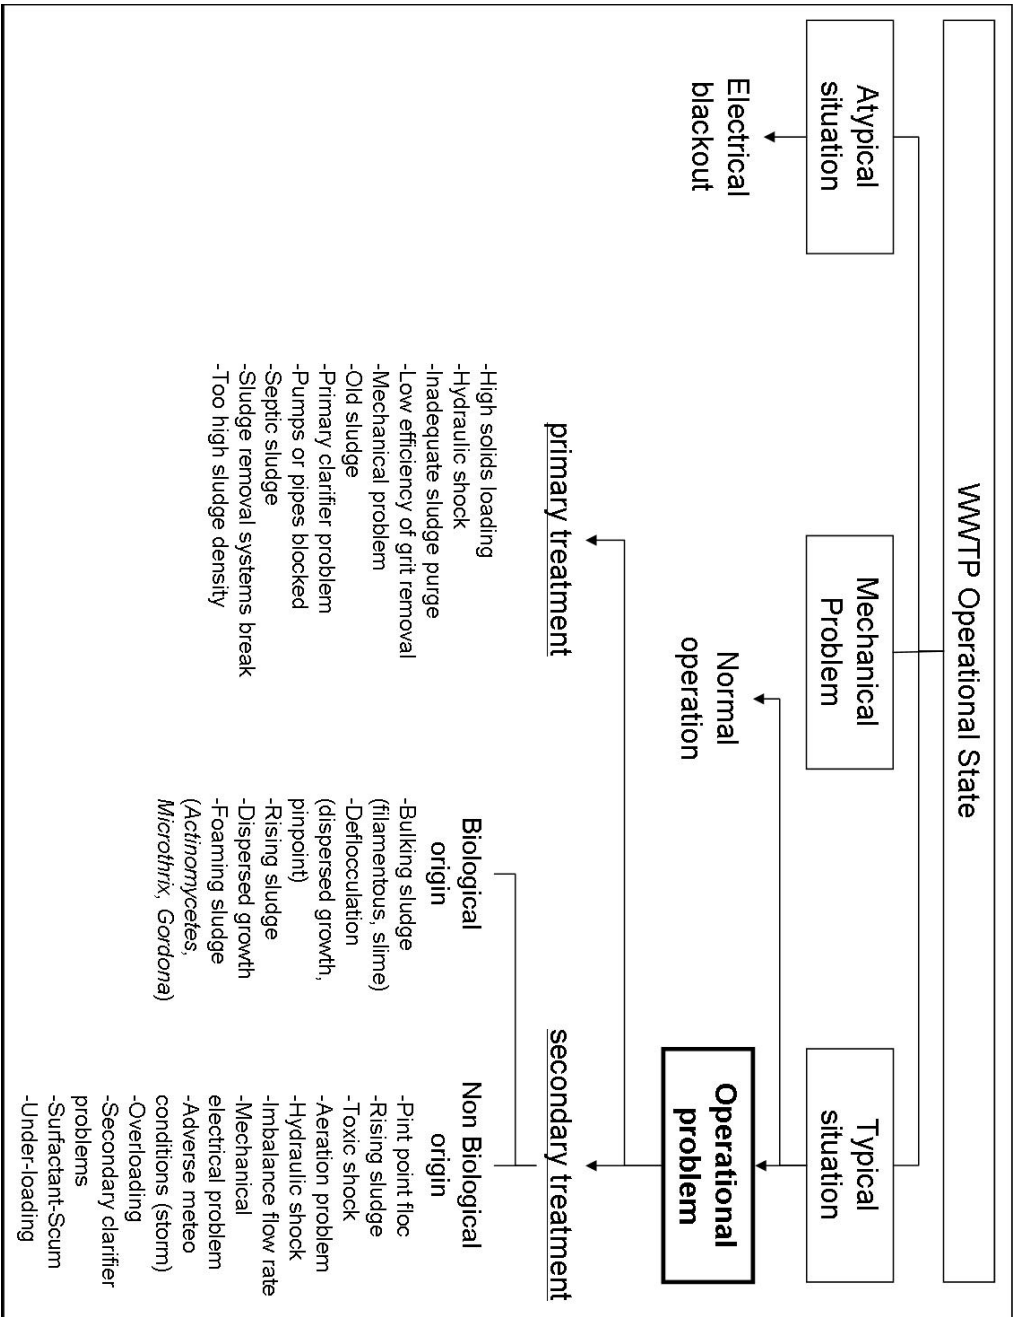 WWTP Operational State
Atypical
situation
Mechanical
Problem
Typical
situation
Electrical
blackout
Normal
operation
Operational
problem
primary treatment
-High solids loading
-Hydraulic shock
-Inadequate sludge purge
-Low efficiency of grit removal
-Mechanical problem
-Old sludge
-Primary clarifier problem
-Pumps or pipes blocked
-Septic sludge
-Sludge removal systems break
-Too high sludge density
secondary treatment
Biological
origin
-Bulking sludge
(filamentous, slime)
-Deflocculation
(dispersed growth,
pinpoint)
-Rising sludge
-Dispersed growth
-Foaming sludge
(Actinomycetes,
Microthrix, Gordona)
Non Biological
origin
-Pint point floc
-Rising sludge
-Toxic shock
-Aeration problem
-Hydraulic shock
-Imbalance flow rate
-Mechanical
electrical problem
-Adverse meteo
conditions (storm)
-Overloading
-Secondary clarifier
problems
-Surfactant-Scum
-Under-loading